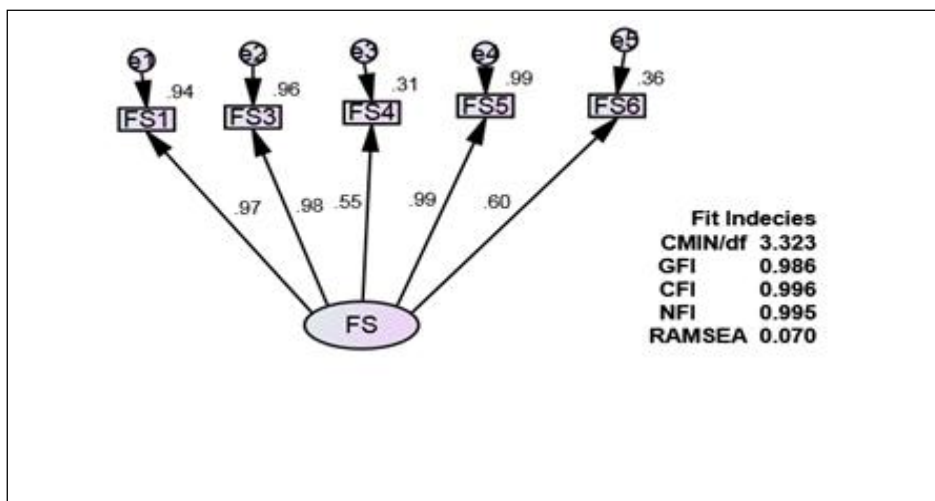 e1 e2 e3 e4 e5
.94 .96 .31 .99 .36
FS1 FS3 FS4 FS5 FS6
.97 .98 .55 .99 .60
FS
Fit Indecies
CMIN/df 3.323
GFI 0.986
CFI 0.996
NFI 0.995
RAMSEA 0.070